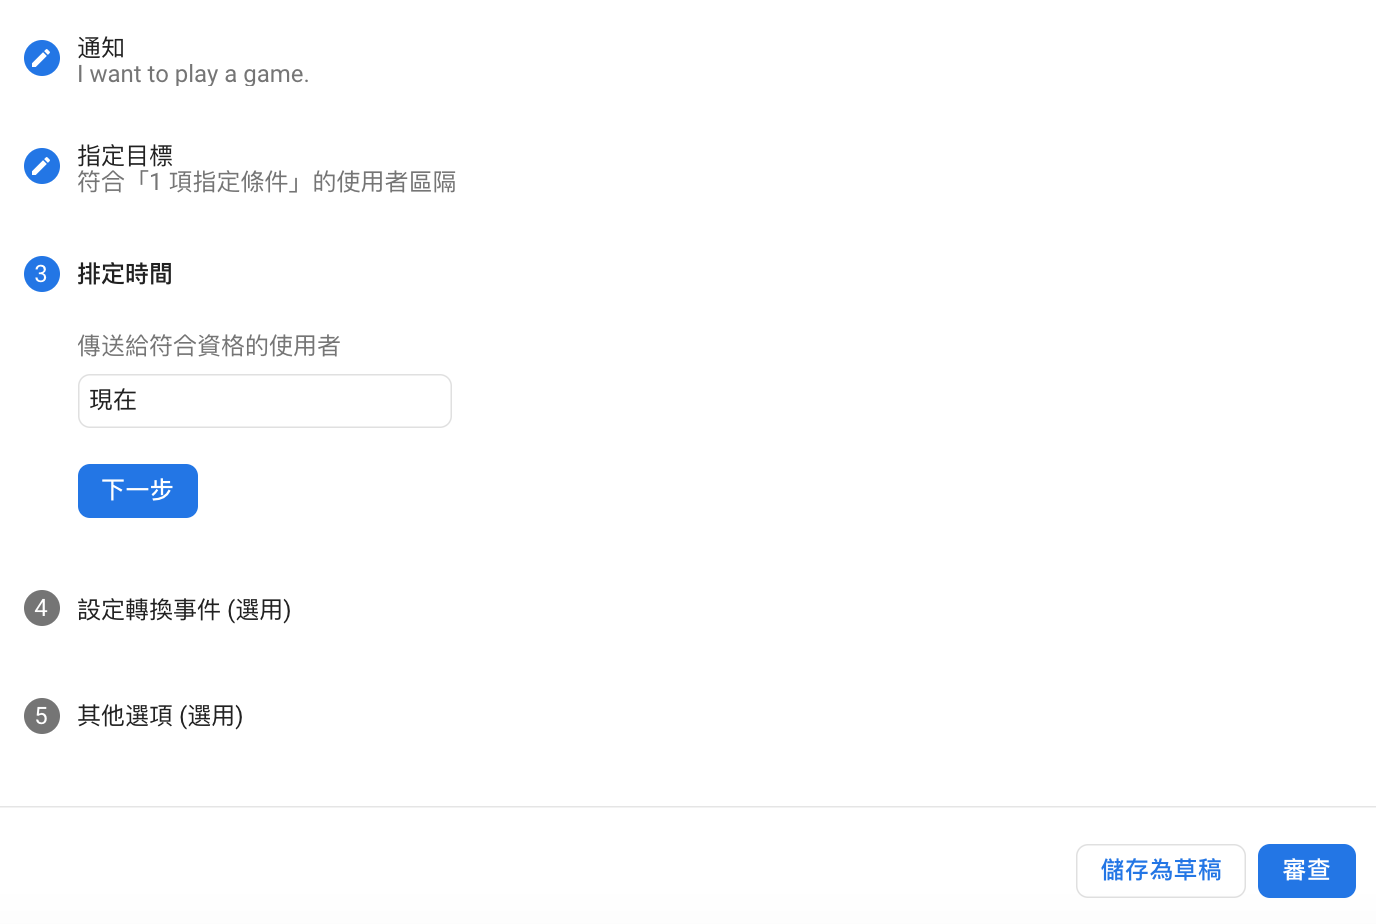 通知
I want to play a game.
指定目標
符合「1 項指定條件」的使用者區隔
3 排定時間
傳送給符合資格的使用者
現在
下一步
4 設定轉換事件 (選用)
5 其他選項 (選用)
儲存為草稿 審查